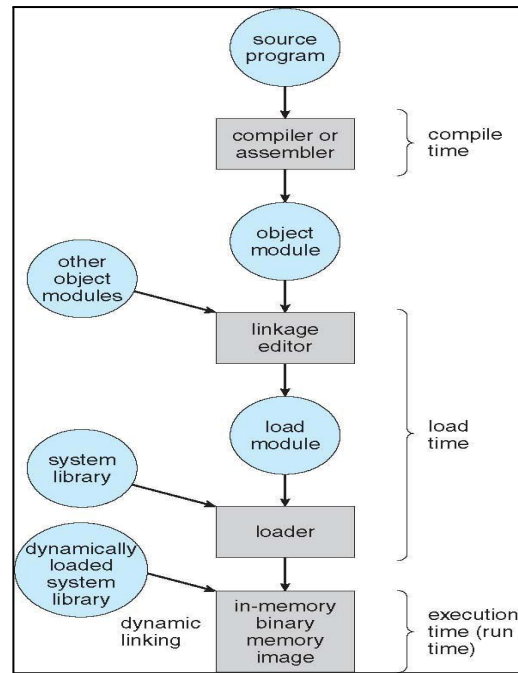 source
program
compiler or
assembler
compile
time
object
module
other
object
modules
linkage
editor
load
module
load
time
system
library
loader
dynamically
loaded
system
library
dynamic
linking
in-memory
binary
memory
image
execution
time (run
time)